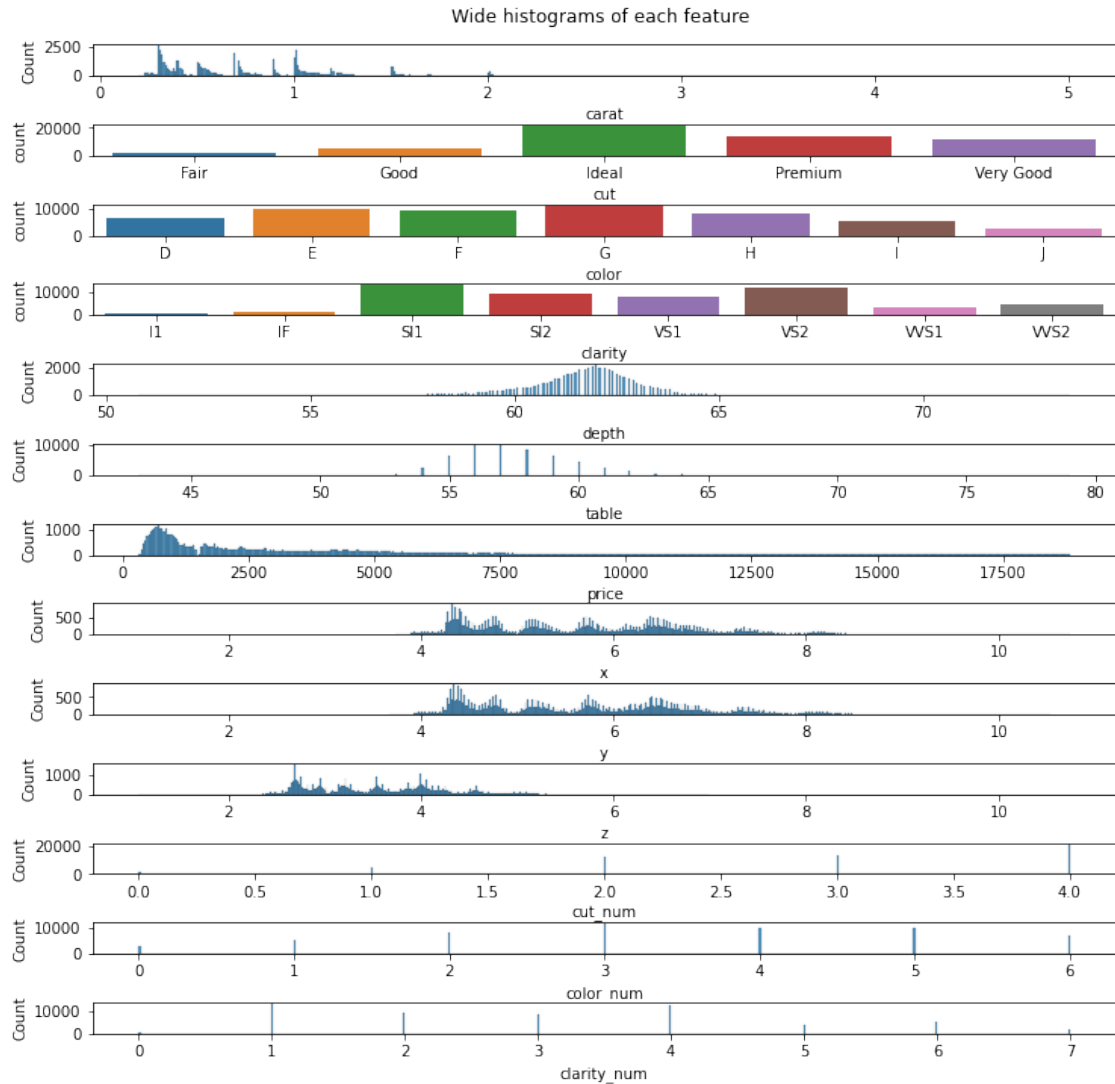 Wide histograms of each feature
2500
0
Count
0 1 2 3 4 5
carat
20000
0
count
Fair Good Ideal Premium Very Good
cut
10000
0
count
D E F G H I J
color
10000
0
count
I1 IF SI1 SI2 VS1 VS2 VVS1 VVS2
clarity
2000
0
Count
50 55 60 65 70
depth
10000
0
Count
45 50 55 60 65 70 75 80
table
1000
0
Count
0 2500 5000 7500 10000 12500 15000 17500
price
500
0
Count
2 4 6 8 10
x
500
0
Count
2 4 6 8 10
y
1000
0
Count
2 4 6 8 10
z
20000
0
Count
0.0 0.5 1.0 1.5 2.0 2.5 3.0 3.5 4.0
cut_num
10000
0
Count
0 1 2 3 4 5 6
color_num
10000
0
Count
0 1 2 3 4 5 6 7
clarity_num